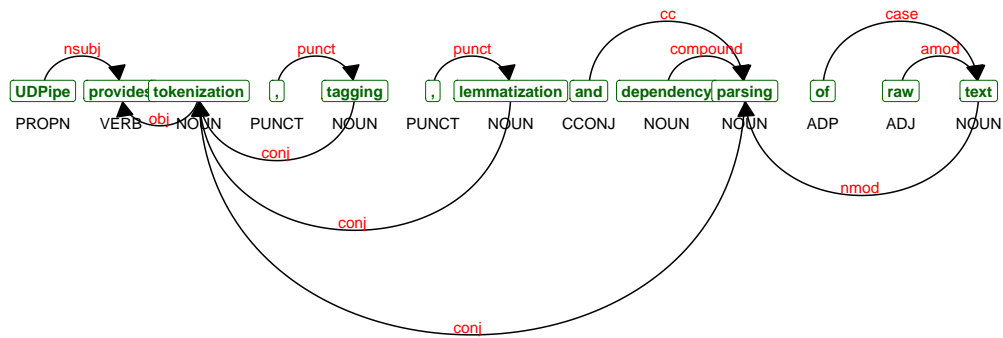 cc case
nsubj punct punct compound amod
UDPipe provides tokenization , tagging , lemmatization and dependency parsing of raw text
PROPN VERB obj NOUN PUNCT NOUN PUNCT NOUN CCONJ NOUN NOUN ADP ADJ NOUN
conj
nmod
conj
conj